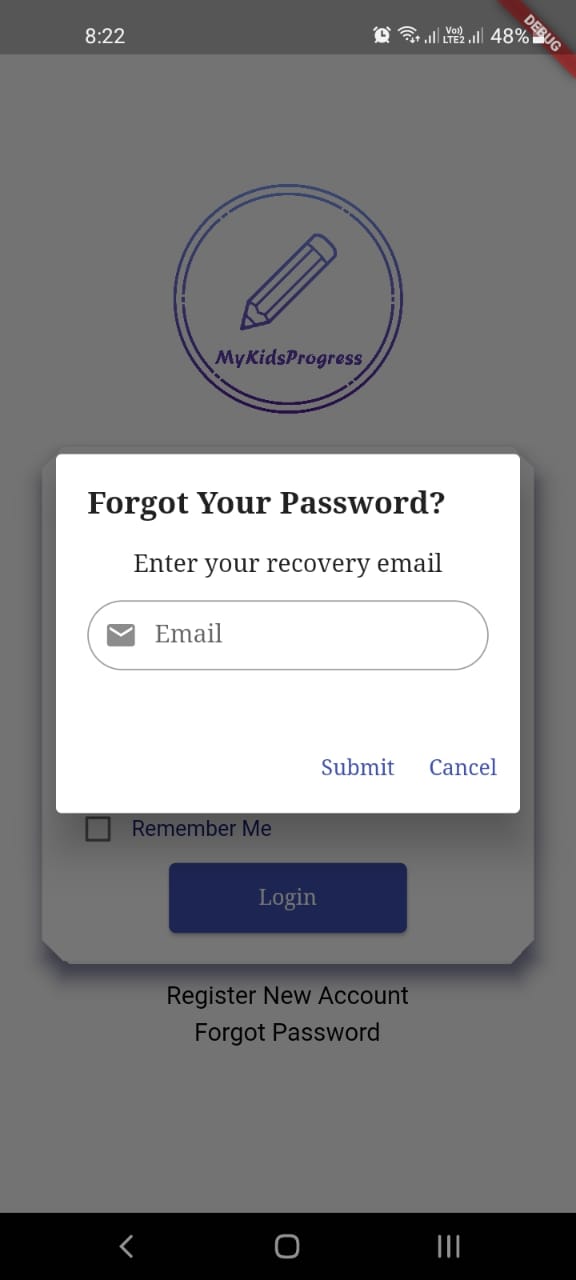 8:22
Vo))
LTE2
48%
DEBUG
MyKidsProgress
Forgot Your Password?
Enter your recovery email
Email
Submit Cancel
Remember Me
Login
Register New Account
Forgot Password